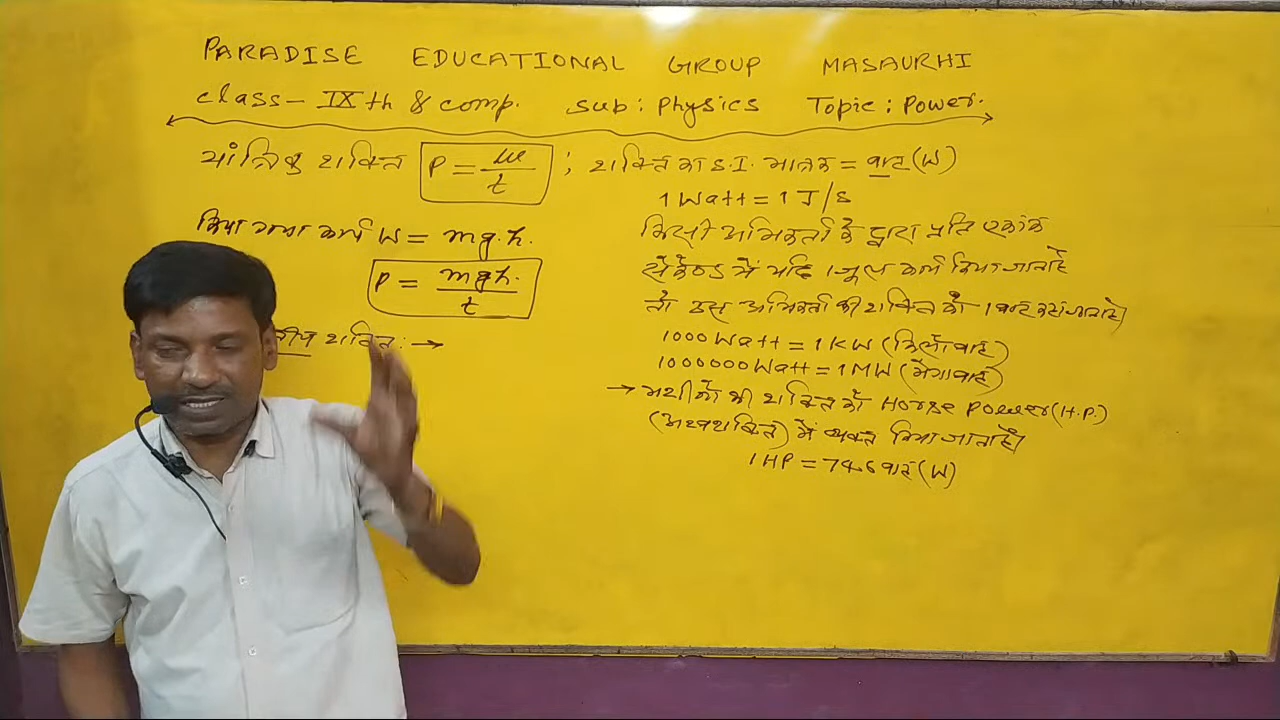 PARADISE EDUCATIONAL GROUP MASAURHI
class- IXth & comp. Sub: Physics Topic: Power.
यांत्रिक शक्ति P = W/t ; शक्ति का S.I. मात्रक = वाट (W)
1 Watt = 1 J/s
किया गया कार्य W = mg.h.
P = mgh./t
शक्ति :→
किसी अभिकर्ता के द्वारा प्रति एकांक
सेकेण्ड में यदि 1 जूल कार्य किया जाता है
तो उस अभिकर्ता की शक्ति को 1 वाट कहा जाता है।
1000 Watt = 1 KW (किलोवाट)
1000000 Watt = 1 MW (मेगावाट)
→ मशीनों की शक्ति को Horse Power (H.P.)
(अश्वशक्ति) में व्यक्त किया जाता है।
1 HP = 746 वाट (W)